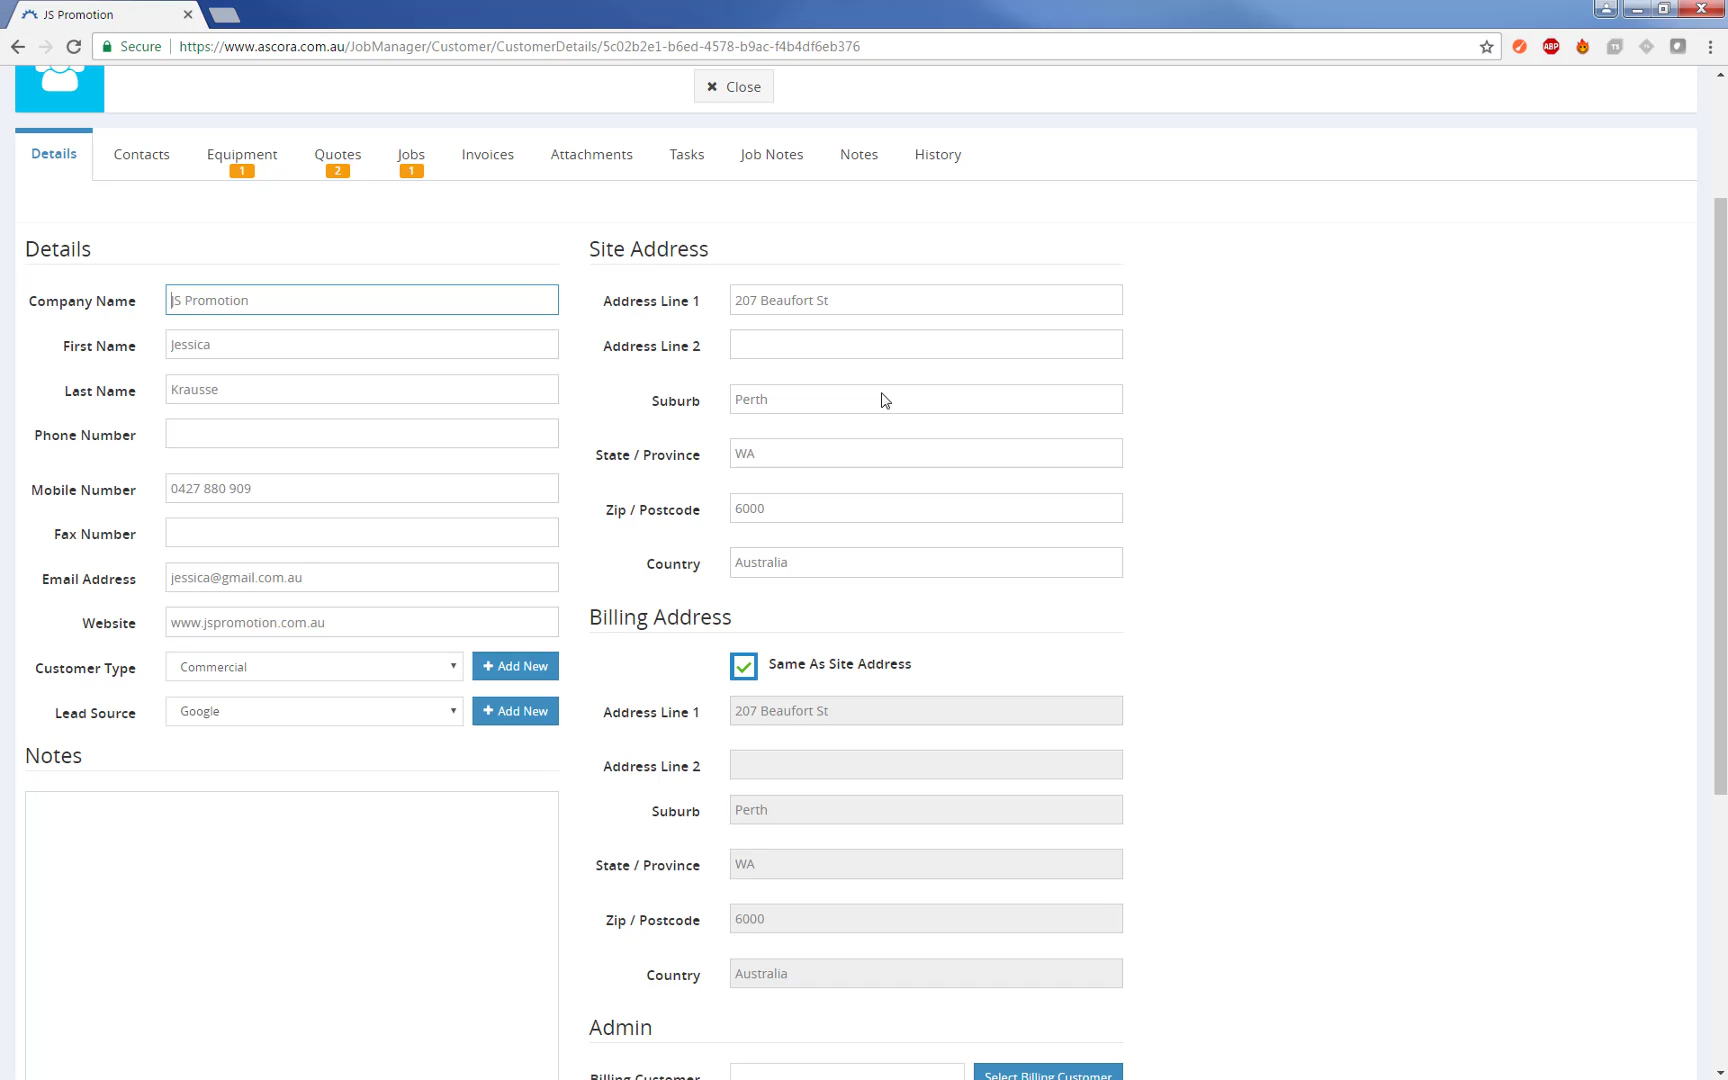 JS Promotion
Secure https://www.ascora.com.au/JobManager/Customer/CustomerDetails/5c02b2e1-b6ed-4578-b9ac-f4b4df6eb376
ABP
Close
Details Contacts Equipment Quotes Jobs Invoices Attachments Tasks Job Notes Notes History
1 2 1
Details
Company Name JS Promotion
First Name Jessica
Last Name Krausse
Phone Number
Mobile Number 0427 880 909
Fax Number
Email Address jessica@gmail.com.au
Website www.jspromotion.com.au
Customer Type Commercial + Add New
Lead Source Google + Add New
Notes
Site Address
Address Line 1 207 Beaufort St
Address Line 2
Suburb Perth
State / Province WA
Zip / Postcode 6000
Country Australia
Billing Address
Same As Site Address
Address Line 1 207 Beaufort St
Address Line 2
Suburb Perth
State / Province WA
Zip / Postcode 6000
Country Australia
Admin
Billing Customer Select Billing Customer